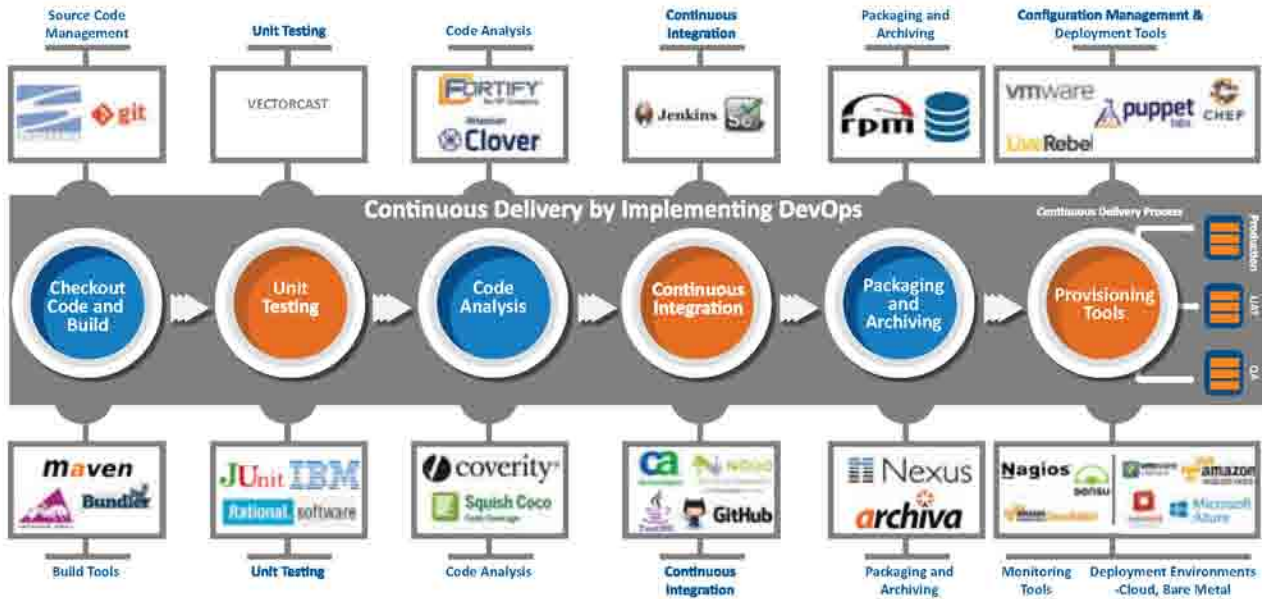 Source Code
Management
Unit Testing
Code Analysis
Continuous
Integration
Packaging and
Archiving
Configuration Management &
Deployment Tools
git
VECTORCAST
FORTIFY
Clover
Jenkins
Se
rpm
vmware
puppet
labs
CHEF
LiveRebel
Continuous Delivery by Implementing DevOps
Continuous Delivery Process
Checkout
Code and
Build
Unit
Testing
Code
Analysis
Continuous
Integration
Packaging
and
Archiving
Provisioning
Tools
Production
UAT
QA
maven
Bundler
JUnit
IBM
Rational software
coverity
Squish Coco
Code Coverage
ca
GitHub
Nexus
archiva
Nagios
sensu
amazon
Microsoft
Azure
Build Tools
Unit Testing
Code Analysis
Continuous
Integration
Packaging and
Archiving
Monitoring
Tools
Deployment Environments
-Cloud, Bare Metal